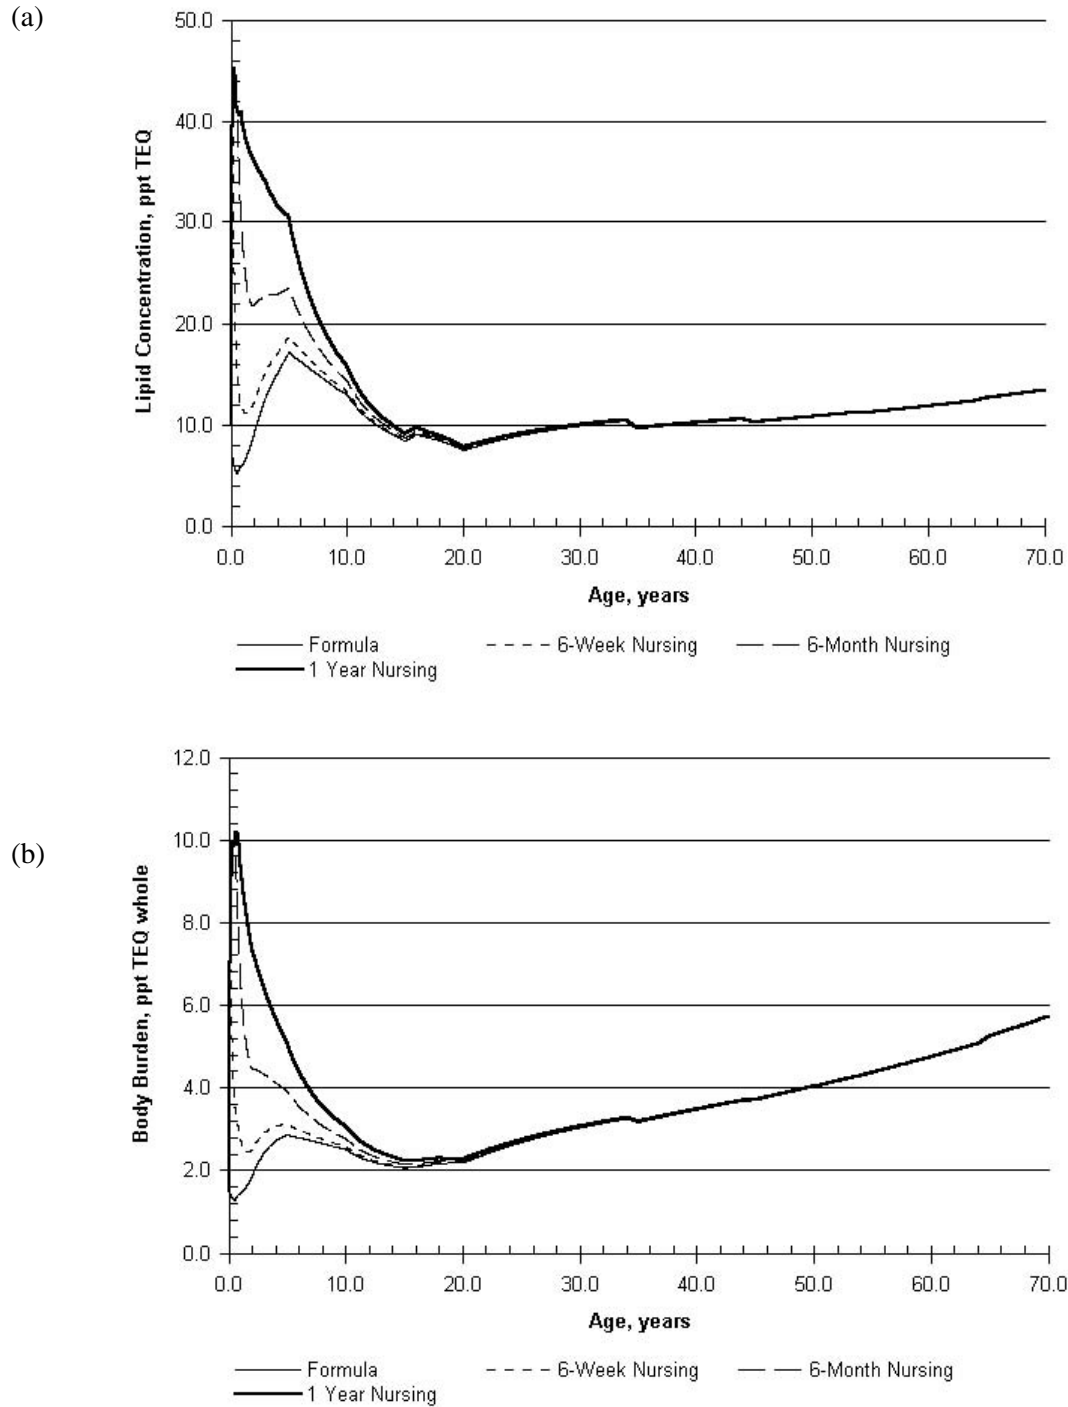 (a)
50.0
40.0
30.0
20.0
10.0
0.0
Lipid Concentration, ppt TEQ
0.0 10.0 20.0 30.0 40.0 50.0 60.0 70.0
Age, years
Formula 6-Week Nursing 6-Month Nursing
1 Year Nursing
(b)
12.0
10.0
8.0
6.0
4.0
2.0
0.0
Body Burden, ppt TEQ whole
0.0 10.0 20.0 30.0 40.0 50.0 60.0 70.0
Age, years
Formula 6-Week Nursing 6-Month Nursing
1 Year Nursing